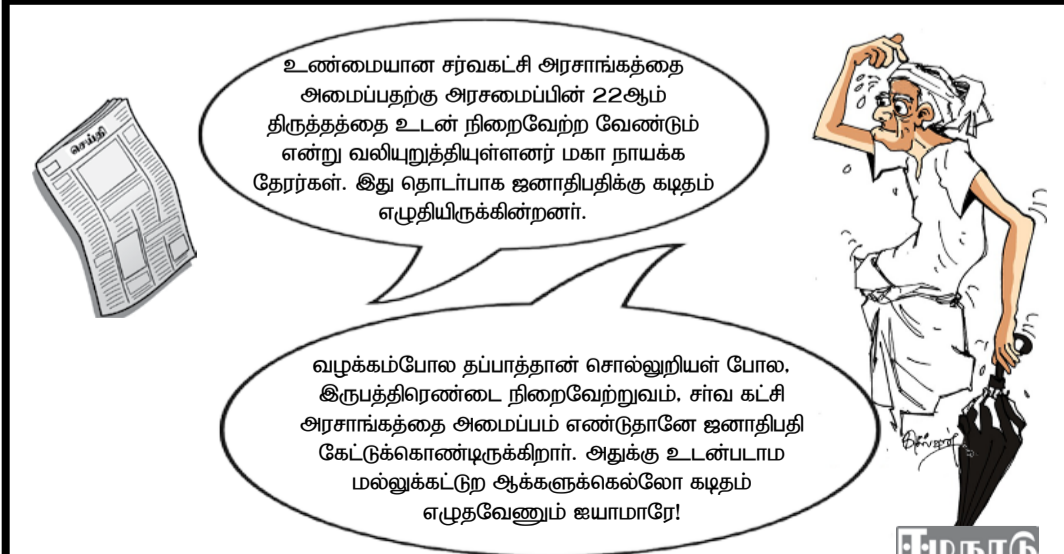 செய்தி
உண்மையான சர்வகட்சி அரசாங்கத்தை
அமைப்பதற்கு அரசமைப்பின் 22ஆம்
திருத்தத்தை உடன் நிறைவேற்ற வேண்டும்
என்று வலியுறுத்தியுள்ளனர் மகா நாயக்க
தேரர்கள். இது தொடர்பாக ஜனாதிபதிக்கு கடிதம்
எழுதியிருக்கின்றனர்.
வழக்கம்போல தப்பாத்தான் சொல்லுறியள் போல,
இருபத்திரெண்டை நிறைவேற்றுவம், சர்வ கட்சி
அரசாங்கத்தை அமைப்பம் எண்டுதானே ஜனாதிபதி
கேட்டுக்கொண்டிருக்கிறார். அதுக்கு உடன்படாம
மல்லுக்கட்டுற ஆக்களுக்கெல்லோ கடிதம்
எழுதவேணும் ஐயாமாரே!
ஈழநாடு